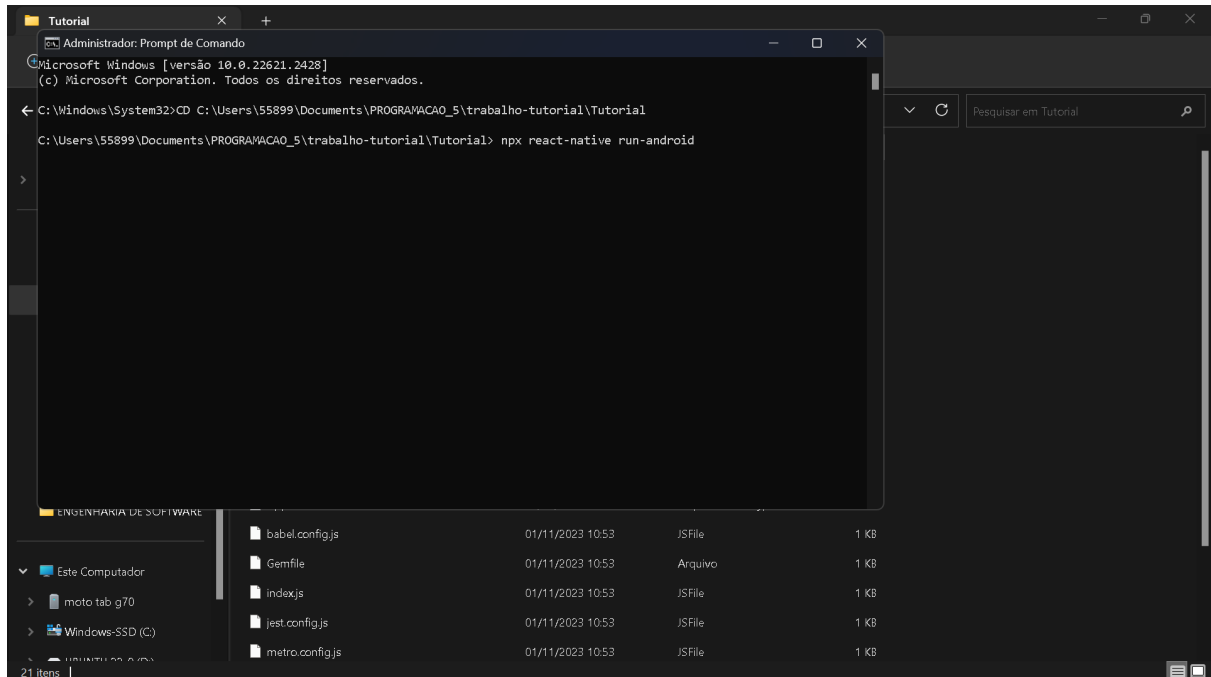 Tutorial
Administrador: Prompt de Comando
Microsoft Windows [versão 10.0.22621.2428]
(c) Microsoft Corporation. Todos os direitos reservados.
C:\Windows\System32>CD C:\Users\55899\Documents\PROGRAMACAO_5\trabalho-tutorial\Tutorial
Pesquisar em Tutorial
C:\Users\55899\Documents\PROGRAMACAO_5\trabalho-tutorial\Tutorial> npx react-native run-android
ENGENHARIA DE SOFTWARE
babel.config.js 01/11/2023 10:53 JSFile 1 KB
Gemfile 01/11/2023 10:53 Arquivo 1 KB
Este Computador
index.js 01/11/2023 10:53 JSFile 1 KB
moto tab g70
jest.config.js 01/11/2023 10:53 JSFile 1 KB
Windows-SSD (C:)
metro.config.js 01/11/2023 10:53 JSFile 1 KB
21 itens